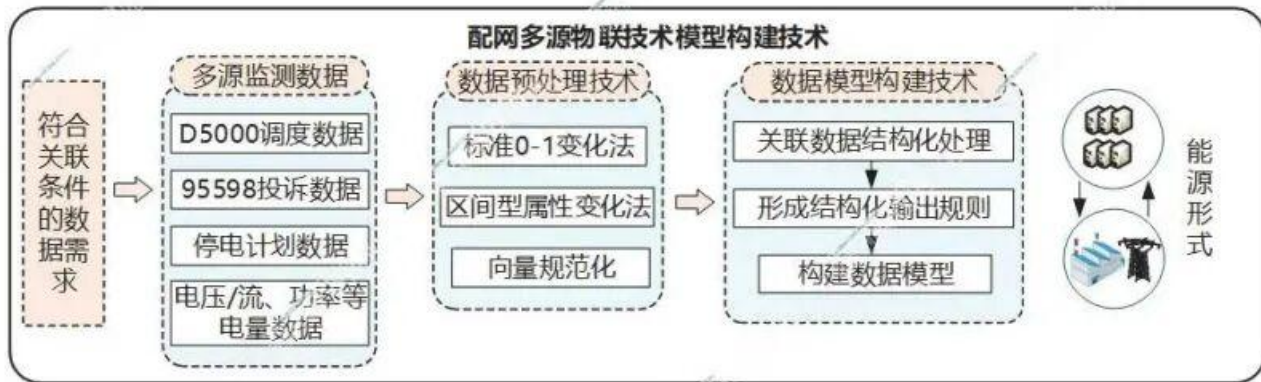 配网多源物联技术模型构建技术
符合
关联
条件
的数
据需
求
多源监测数据
D5000调度数据
95598投诉数据
停电计划数据
电压/流、功率等
电量数据
数据预处理技术
标准0-1变化法
区间型属性变化法
向量规范化
数据模型构建技术
关联数据结构化处理
形成结构化输出规则
构建数据模型
能源形式